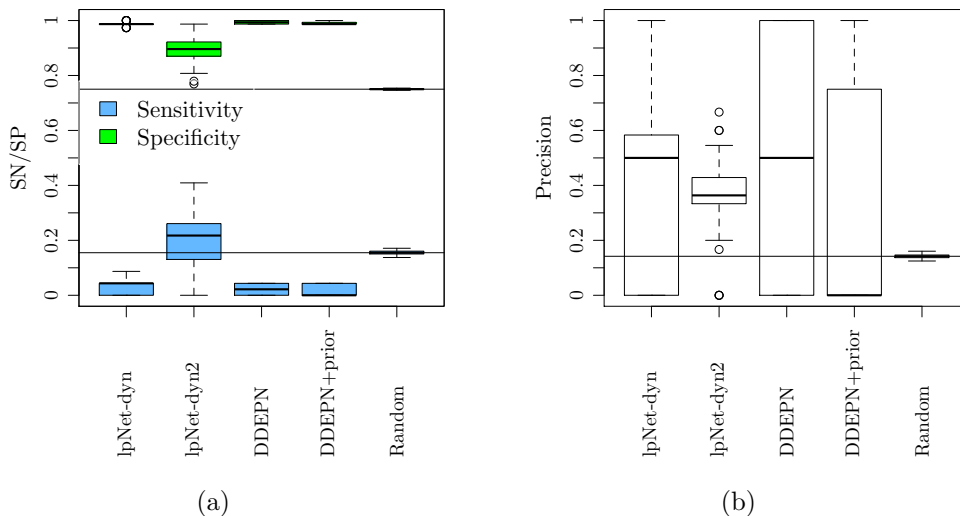 SN/SP
0
0.2
0.4
0.6
0.8
1
Sensitivity
Specificity
lpNet-dyn
lpNet-dyn2
DDEPN
DDEPN+prior
Random
(a)
Precision
0
0.2
0.4
0.6
0.8
1
lpNet-dyn
lpNet-dyn2
DDEPN
DDEPN+prior
Random
(b)